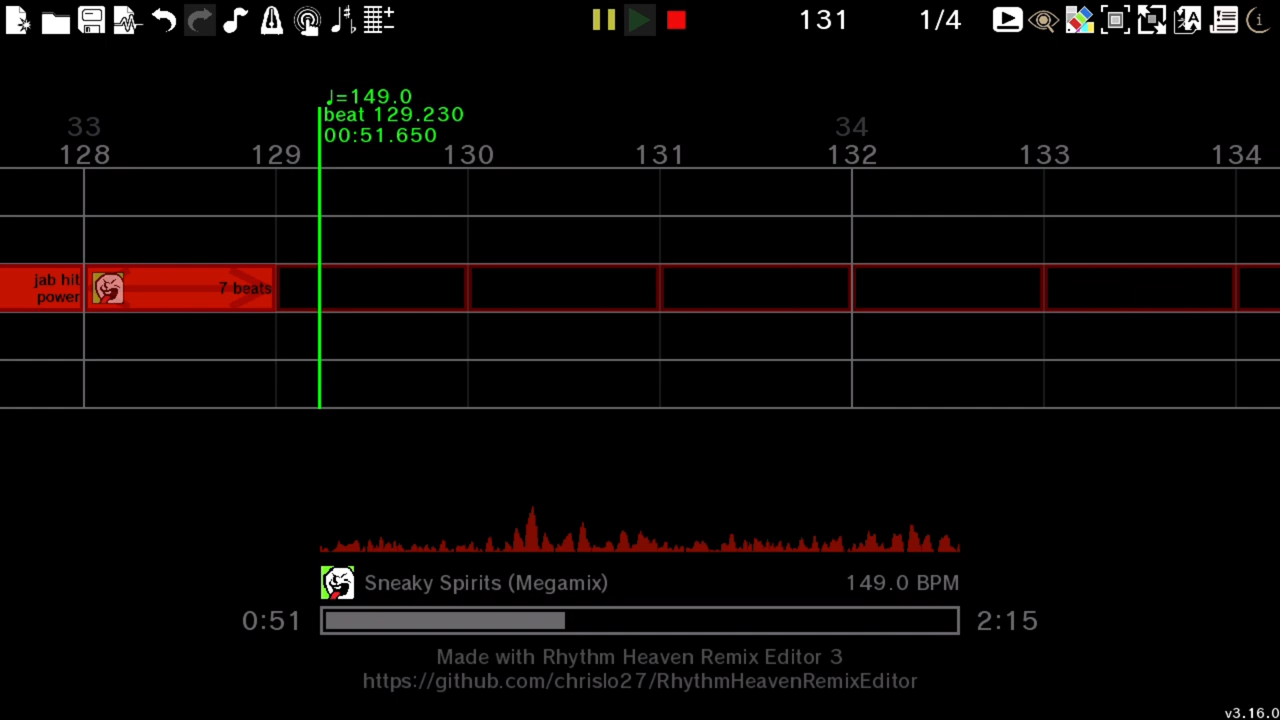 131 1/4
♩=149.0
beat 129.230
00:51.650
33 34
128 129 130 131 132 133 134
jab hit
power
7 beats
Sneaky Spirits (Megamix) 149.0 BPM
0:51 2:15
Made with Rhythm Heaven Remix Editor 3
https://github.com/chrislo27/RhythmHeavenRemixEditor
v3.16.0